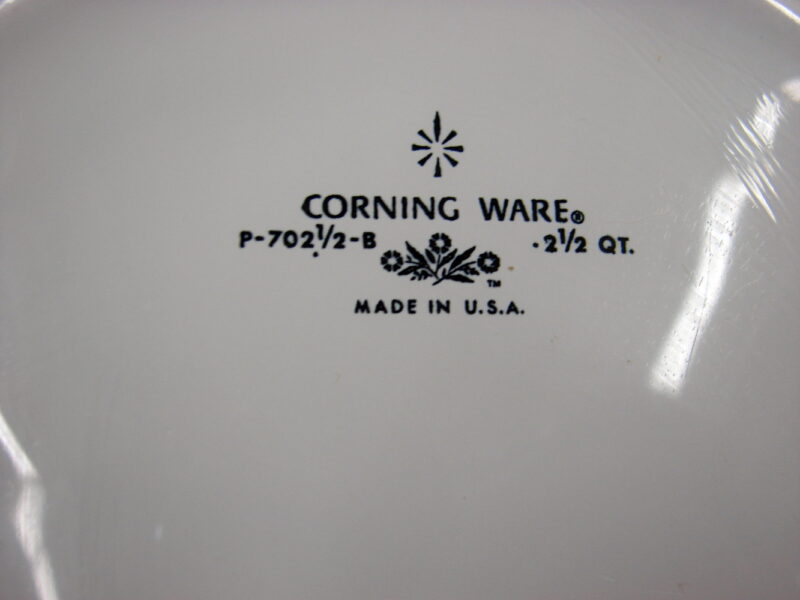 CORNING WARE®
P-702½-B · 2½ QT.
TM
MADE IN U.S.A.